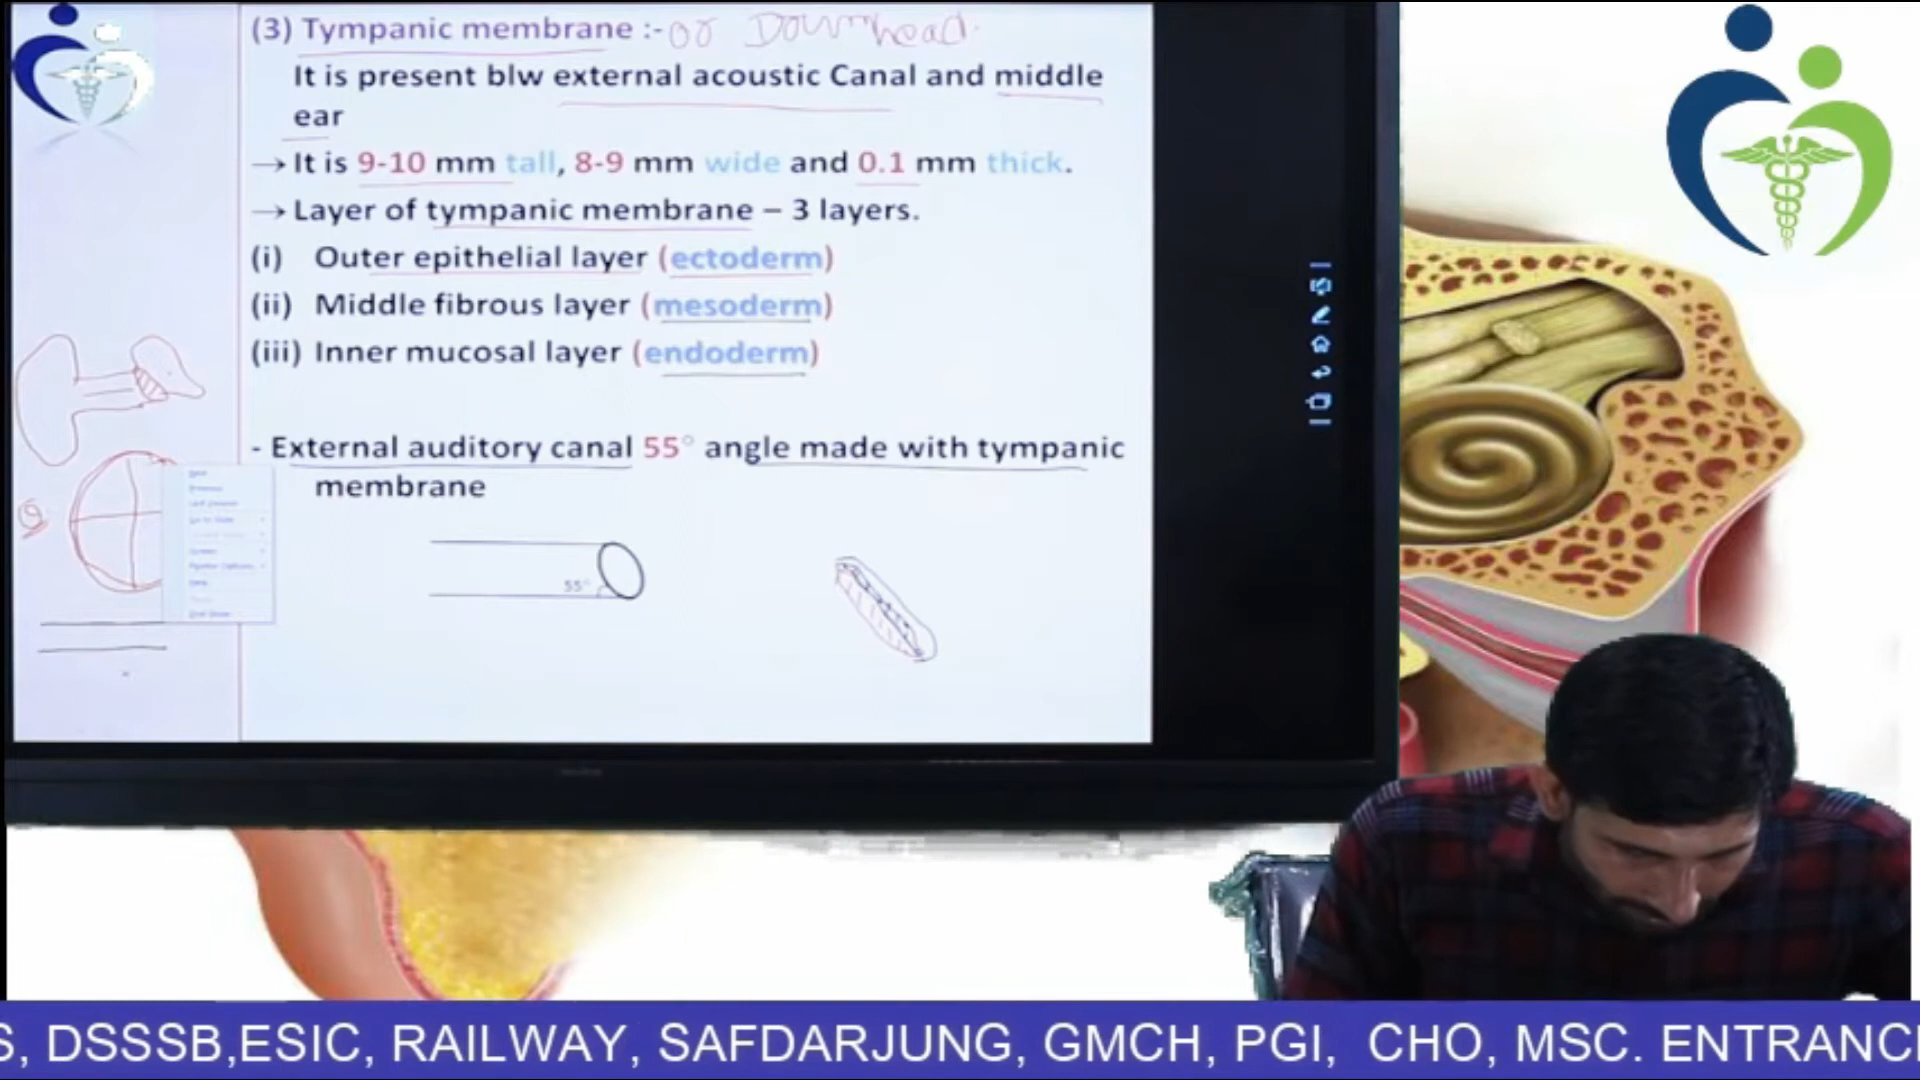 (3) Tympanic membrane :- or Dowmhead.
It is present blw external acoustic Canal and middle
ear
→ It is 9-10 mm tall, 8-9 mm wide and 0.1 mm thick.
→ Layer of tympanic membrane – 3 layers.
(i) Outer epithelial layer (ectoderm)
(ii) Middle fibrous layer (mesoderm)
(iii) Inner mucosal layer (endoderm)
- External auditory canal 55° angle made with tympanic
membrane
55°
S, DSSSB,ESIC, RAILWAY, SAFDARJUNG, GMCH, PGI, CHO, MSC. ENTRANC